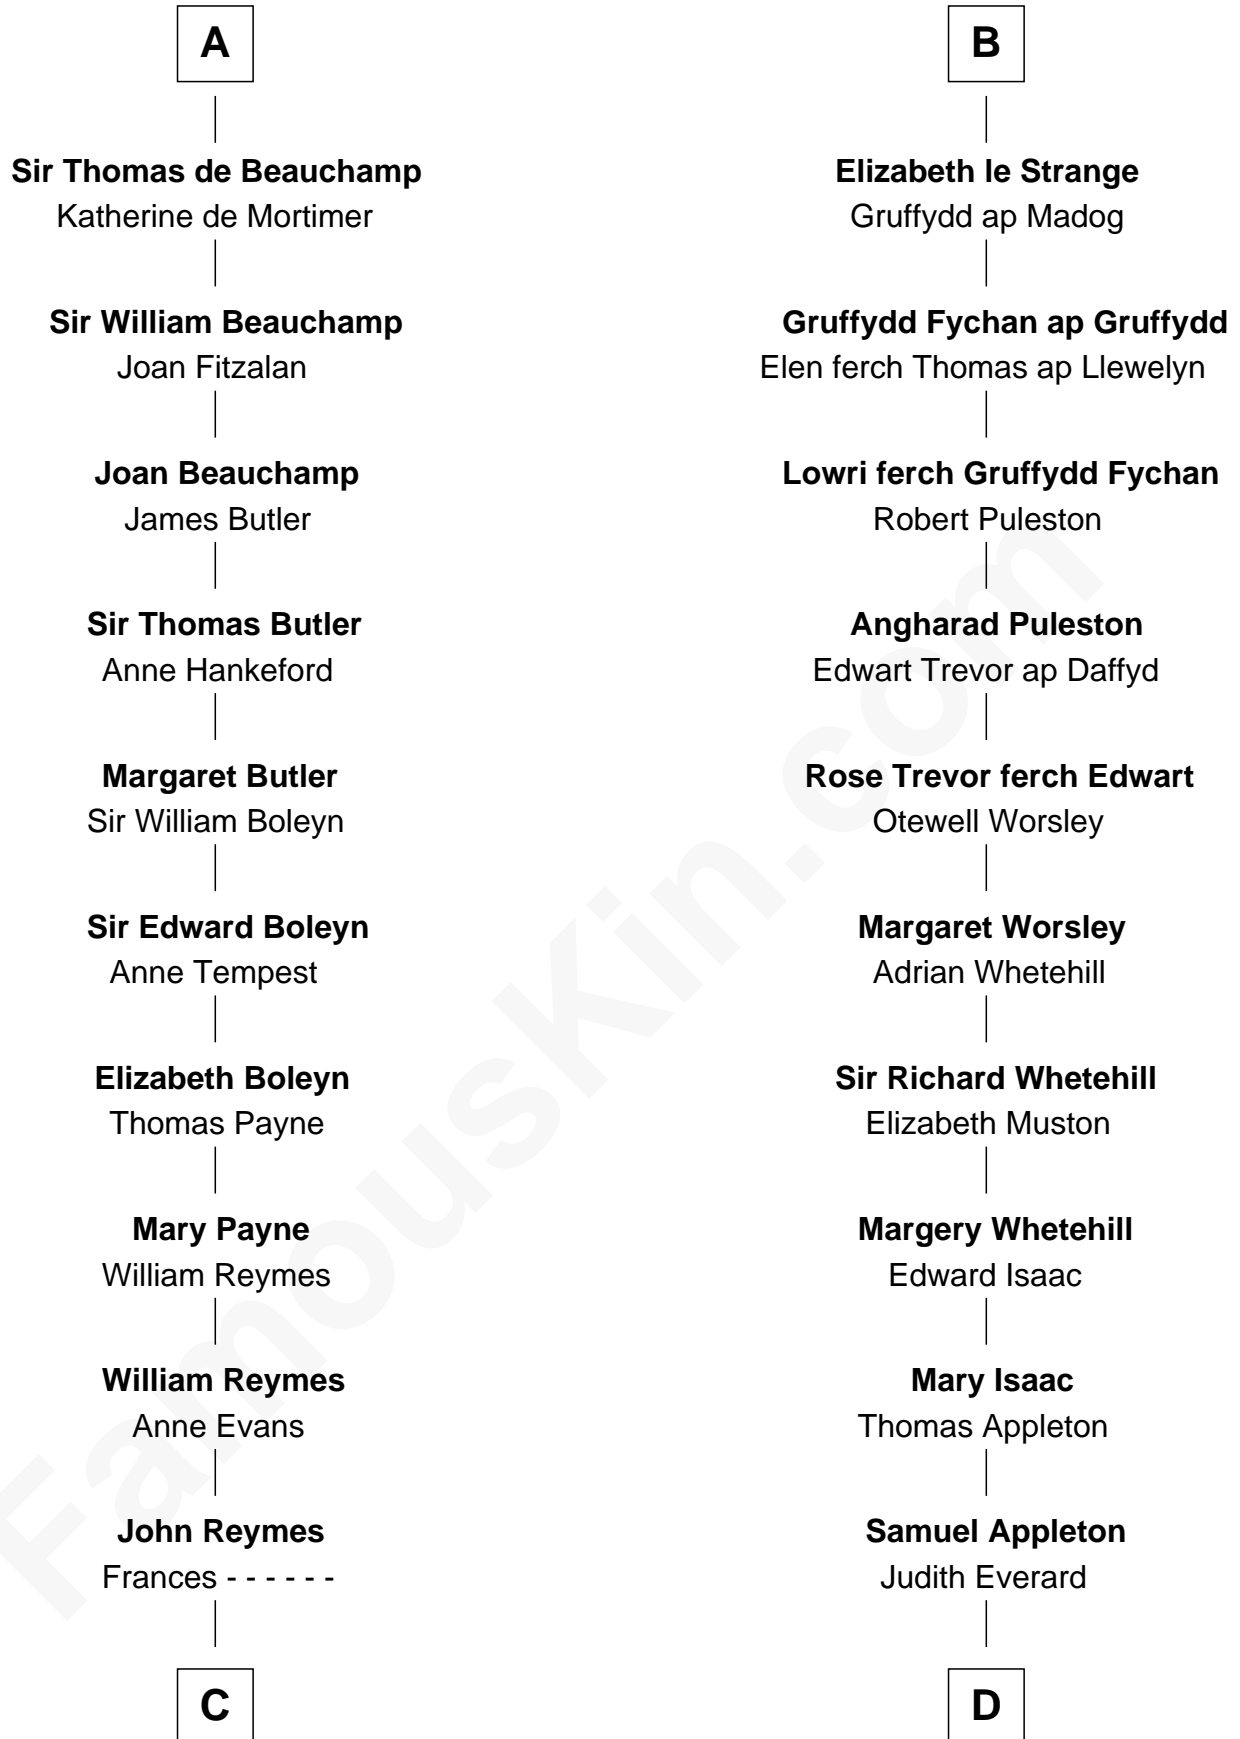 A
Sir Thomas de Beauchamp
Katherine de Mortimer
Sir William Beauchamp
Joan Fitzalan
Joan Beauchamp
James Butler
Sir Thomas Butler
Anne Hankeford
Margaret Butler
Sir William Boleyn
Sir Edward Boleyn
Anne Tempest
Elizabeth Boleyn
Thomas Payne
Mary Payne
William Reymes
William Reymes
Anne Evans
John Reymes
Frances - - - - - -
C
B
Elizabeth le Strange
Gruffydd ap Madog
Gruffydd Fychan ap Gruffydd
Elen ferch Thomas ap Llewelyn
Lowri ferch Gruffydd Fychan
Robert Puleston
Angharad Puleston
Edwart Trevor ap Daffyd
Rose Trevor ferch Edwart
Otewell Worsley
Margaret Worsley
Adrian Whetehill
Sir Richard Whetehill
Elizabeth Muston
Margery Whetehill
Edward Isaac
Mary Isaac
Thomas Appleton
Samuel Appleton
Judith Everard
D
FamousKin.com